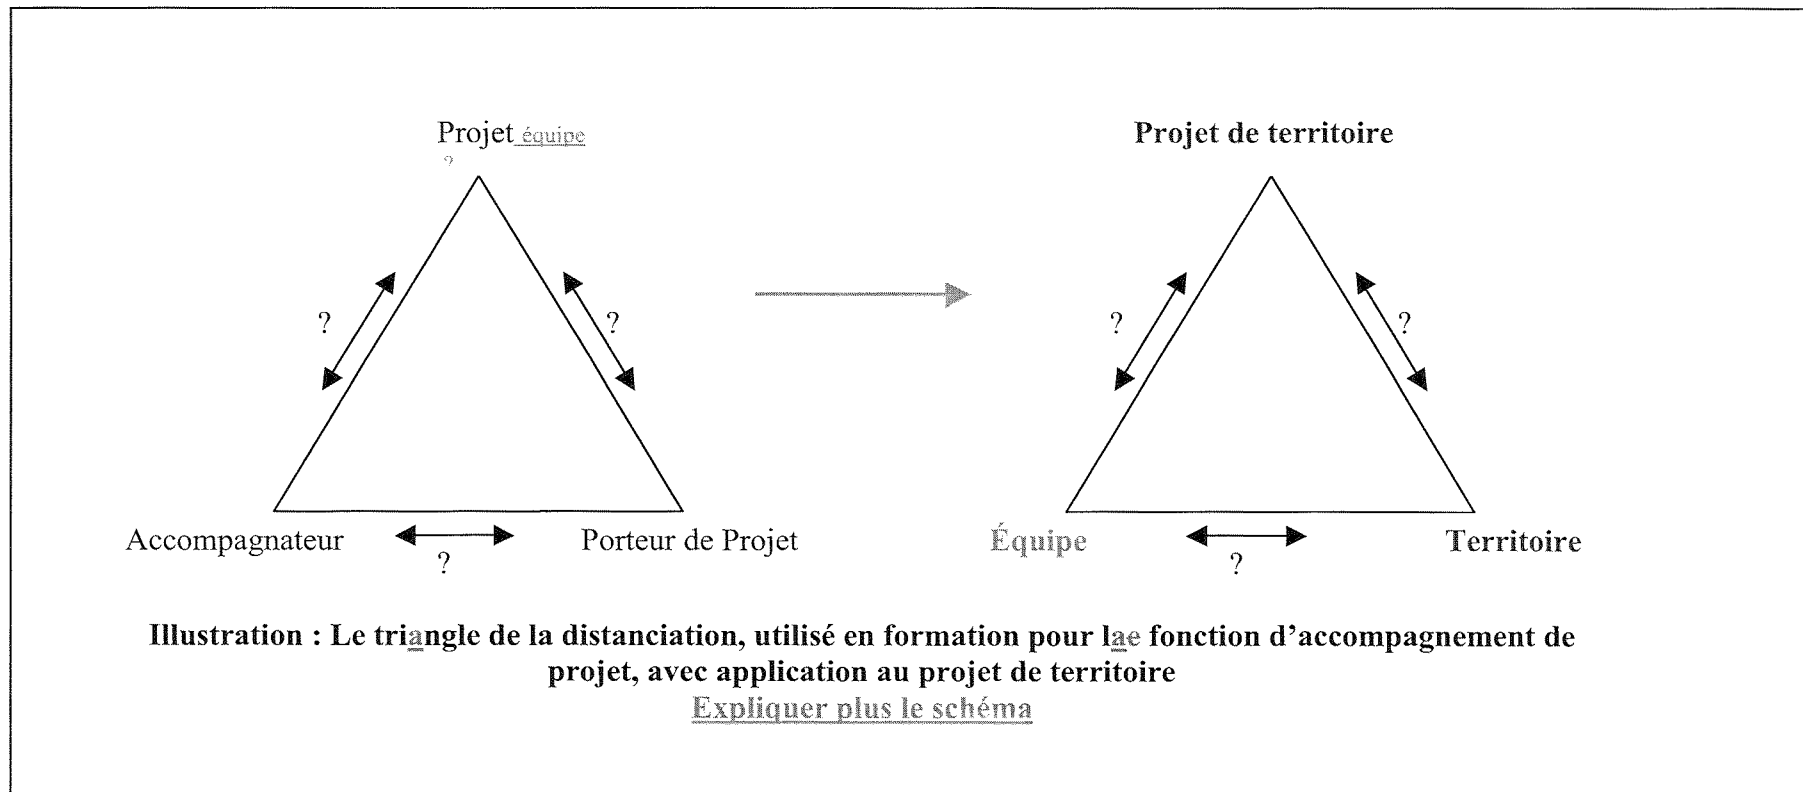 Projet équipe
?
Projet de territoire
?
?
?
?
Accompagnateur
?
Porteur de Projet
Équipe
?
Territoire
Illustration : Le triangle de la distanciation, utilisé en formation pour lae fonction d'accompagnement de
projet, avec application au projet de territoire
Expliquer plus le schéma